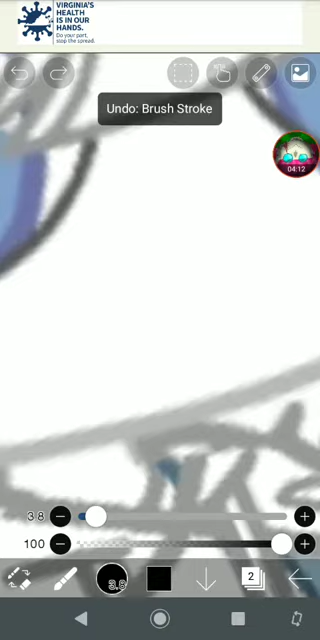 VIRGINIA'S
HEALTH
IS IN OUR
HANDS.
Do your part,
stop the spread.
Undo: Brush Stroke
04:12
3.8
100
3.8
2